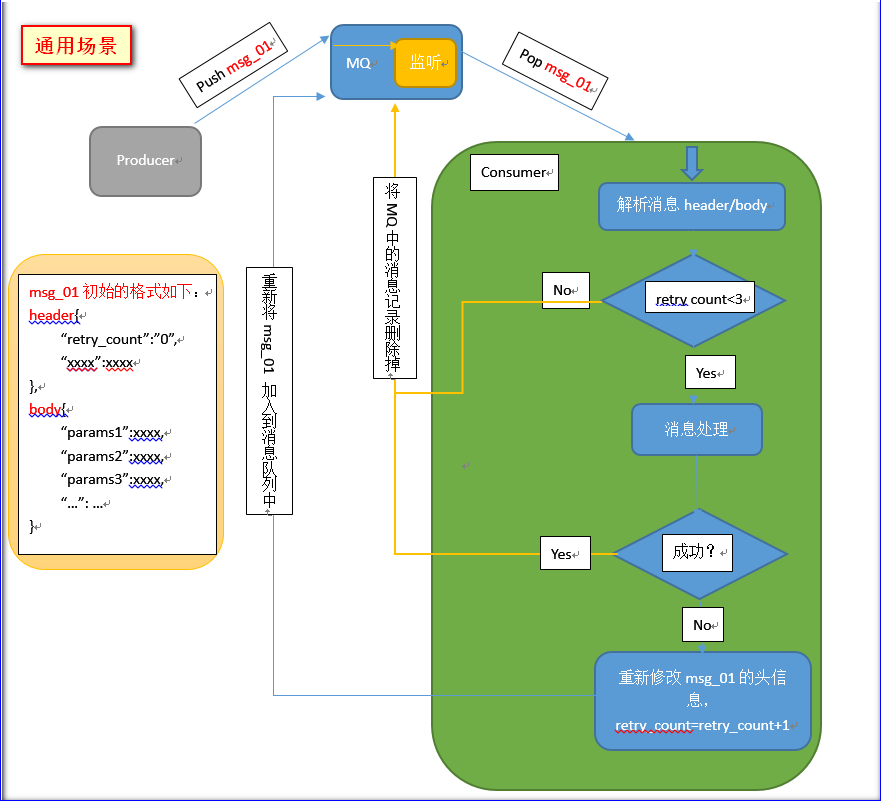 通用场景
Push msg_01
MQ
监听
Pop msg_01
Producer
Consumer
解析消息 header/body
将 MQ 中的消息记录删除掉
重新将 msg_01 加入到消息队列中
No
retry count<3
Yes
消息处理
成功？
Yes
No
重新修改 msg_01 的头信
息，
retry_count=retry_count+1
msg_01 初始的格式如下：
header{
“retry_count”:”0”,
“xxxx”:xxxx
},
body{
“params1”:xxxx,
“params2”:xxxx,
“params3”:xxxx,
“…”: …
}